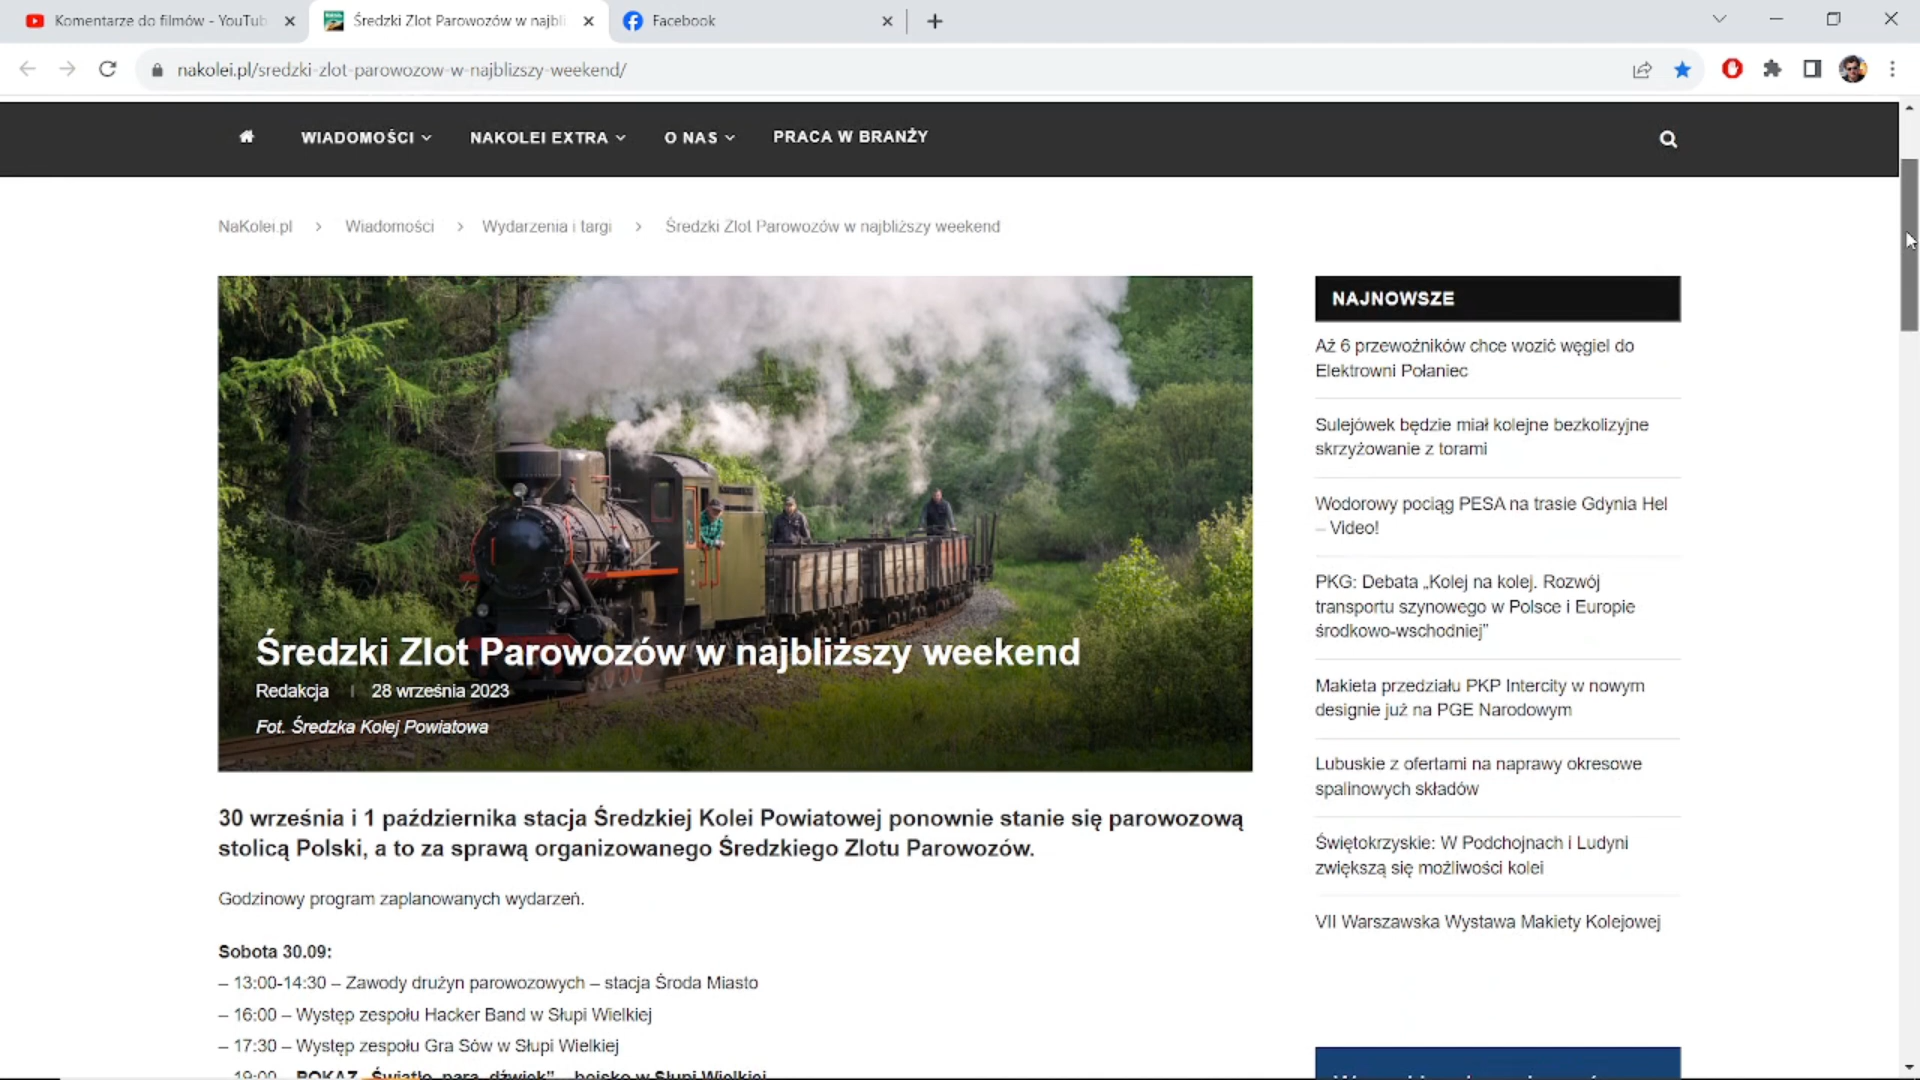 Komentarze do filmów - YouTub
Średzki Zlot Parowozów w najbli
Facebook
nakolei.pl/sredzki-zlot-parowozow-w-najblizszy-weekend/
WIADOMOŚCI
NAKOLEI EXTRA
O NAS
PRACA W BRANŻY
NaKolei.pl > Wiadomości > Wydarzenia i targi > Średzki Zlot Parowozów w najbliższy weekend
Średzki Zlot Parowozów w najbliższy weekend
Redakcja | 28 września 2023
Fot. Średzka Kolej Powiatowa
30 września i 1 października stacja Średzkiej Kolei Powiatowej ponownie stanie się parowozową
stolicą Polski, a to za sprawą organizowanego Średzkiego Zlotu Parowozów.
Godzinowy program zaplanowanych wydarzeń.
Sobota 30.09:
– 13:00-14:30 – Zawody drużyn parowozowych – stacja Środa Miasto
– 16:00 – Występ zespołu Hacker Band w Słupi Wielkiej
– 17:30 – Występ zespołu Gra Sów w Słupi Wielkiej
– 19:00 – POKAZ „Światło, para, dźwięk” – boisko w Słupi Wielkiej
NAJNOWSZE
Aż 6 przewoźników chce wozić węgiel do
Elektrowni Połaniec
Sulejówek będzie miał kolejne bezkolizyjne
skrzyżowanie z torami
Wodorowy pociąg PESA na trasie Gdynia Hel
– Video!
PKG: Debata „Kolej na kolej. Rozwój
transportu szynowego w Polsce i Europie
środkowo-wschodniej”
Makieta przedziału PKP Intercity w nowym
designie już na PGE Narodowym
Lubuskie z ofertami na naprawy okresowe
spalinowych składów
Świętokrzyskie: W Podchojnach i Ludyni
zwiększą się możliwości kolei
VII Warszawska Wystawa Makiety Kolejowej